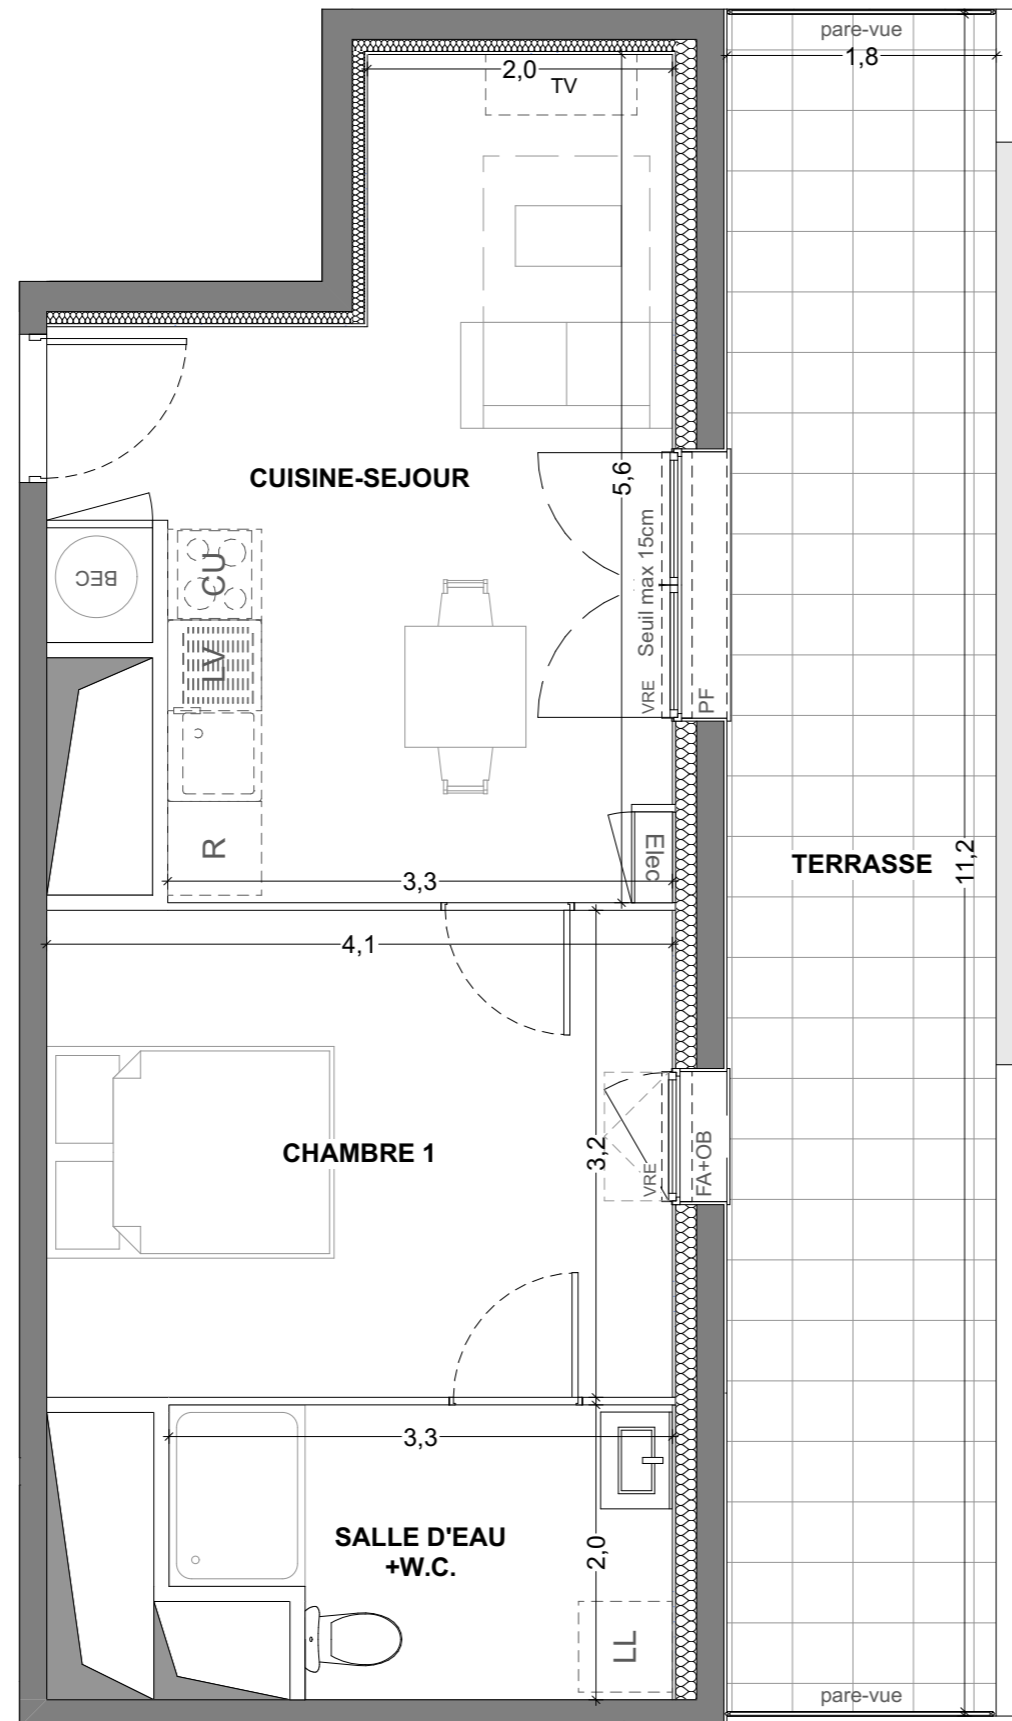 pare-vue
1,8
2,0
TV
CUISINE-SEJOUR
5,6
Seuil max 15cm
VRE
PF
BEC
CU
LV
R
Elec
3,3
TERRASSE
11,2
4,1
CHAMBRE 1
3,2
VRE
FA+OB
3,3
SALLE D'EAU
+W.C.
2,0
LL
pare-vue